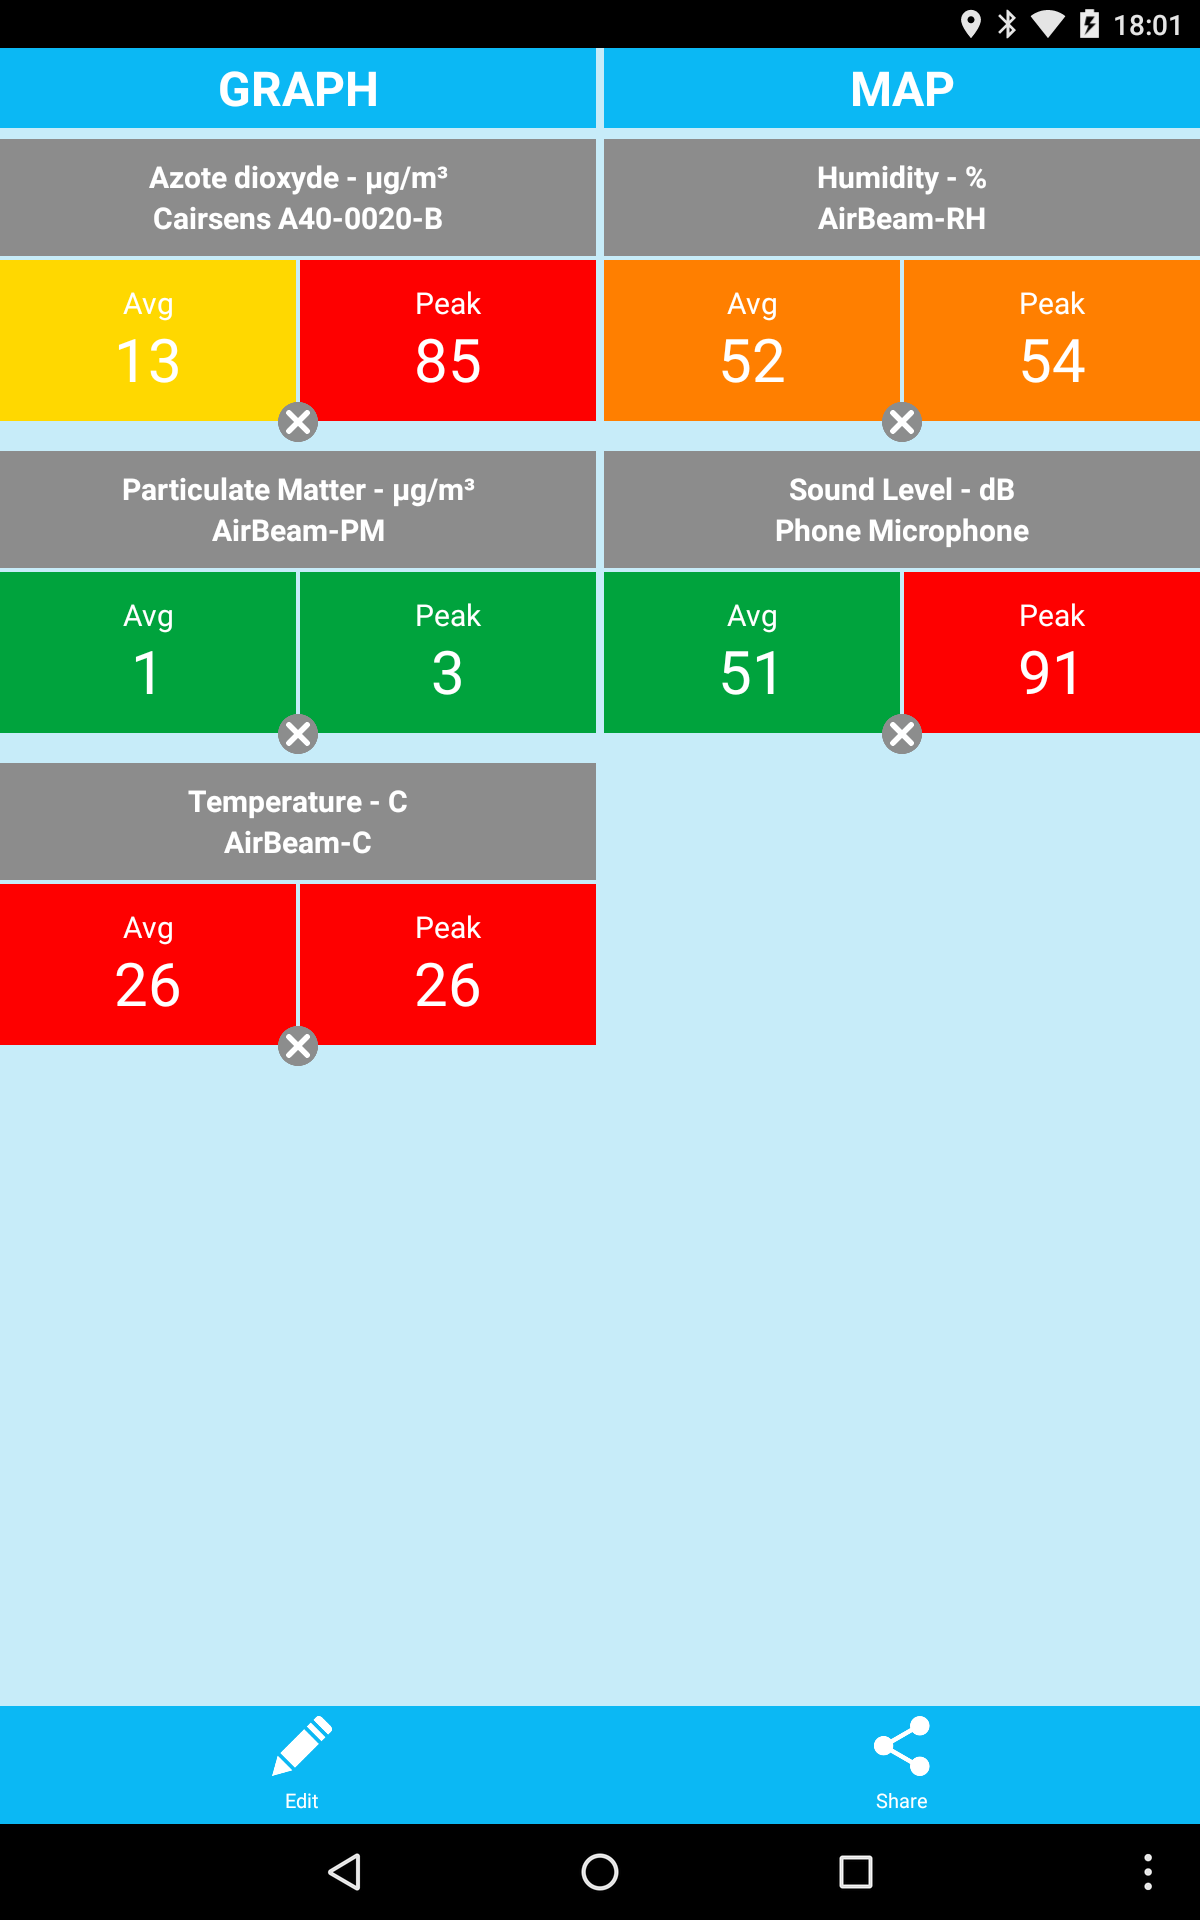 18:01
GRAPH
MAP
Azote dioxyde - µg/m³
Cairsens A40-0020-B
Humidity - %
AirBeam-RH
Avg
13
Peak
85
Avg
52
Peak
54
Particulate Matter - µg/m³
AirBeam-PM
Sound Level - dB
Phone Microphone
Avg
1
Peak
3
Avg
51
Peak
91
Temperature - C
AirBeam-C
Avg
26
Peak
26
Edit
Share